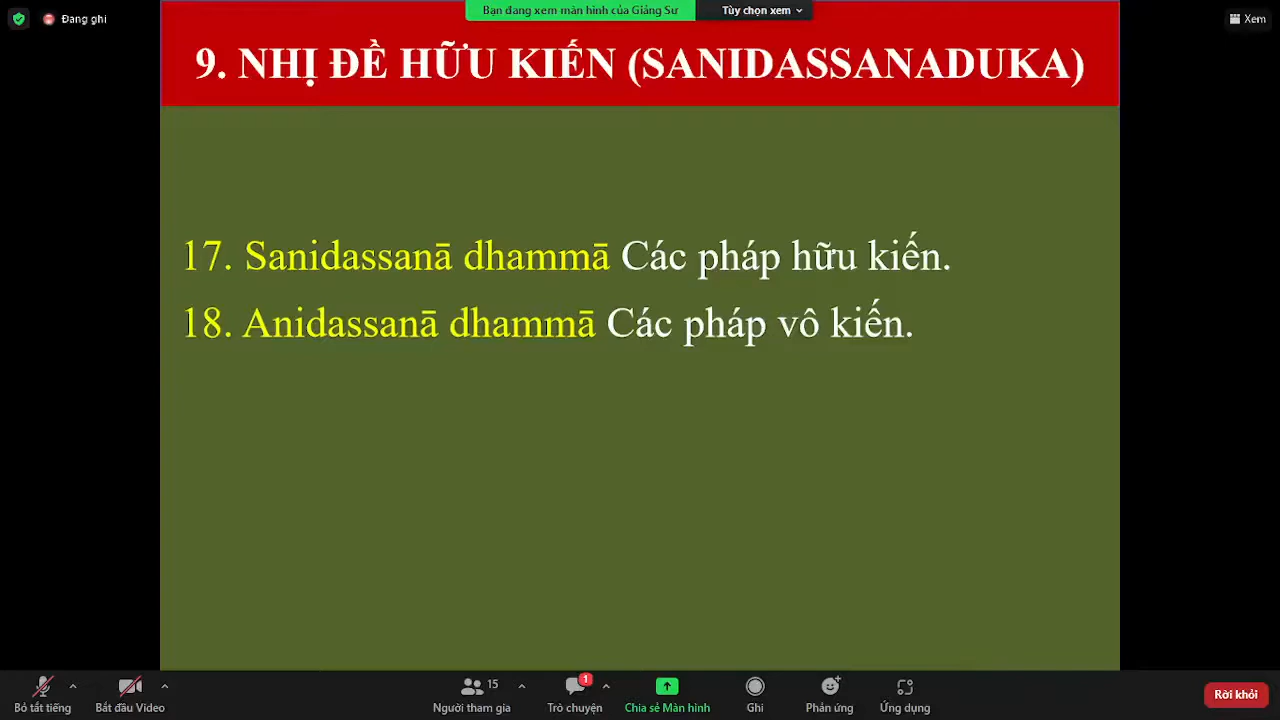 Đang ghi
Bạn đang xem màn hình của Giảng Sư
Tùy chọn xem
Xem
9. NHỊ ĐỀ HỮU KIẾN (SANIDASSANADUKA)
17. Sanidassanā dhammā Các pháp hữu kiến.
18. Anidassanā dhammā Các pháp vô kiến.
Bỏ tắt tiếng
Bắt đầu Video
15
Người tham gia
1
Trò chuyện
Chia sẻ Màn hình
Ghi
Phản ứng
Ứng dụng
Rời khỏi